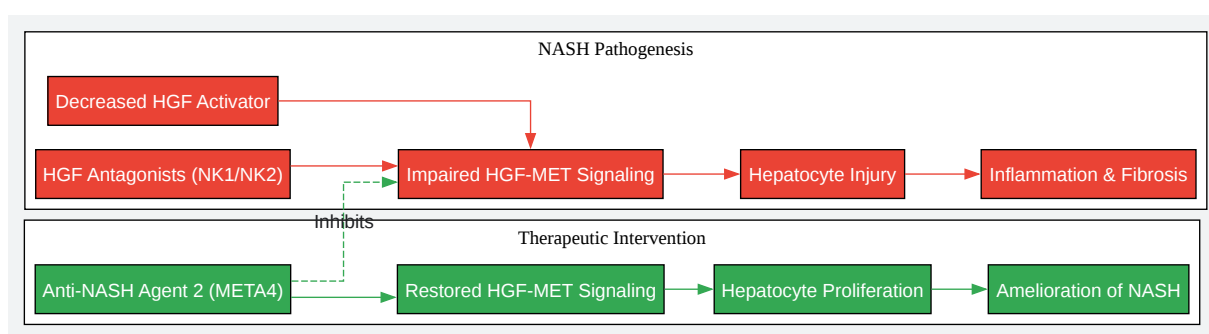 NASH Pathogenesis
Decreased HGF Activator
HGF Antagonists (NK1/NK2)
Impaired HGF-MET Signaling
Hepatocyte Injury
Inflammation & Fibrosis
Inhibits
Therapeutic Intervention
Anti-NASH Agent 2 (META4)
Restored HGF-MET Signaling
Hepatocyte Proliferation
Amelioration of NASH